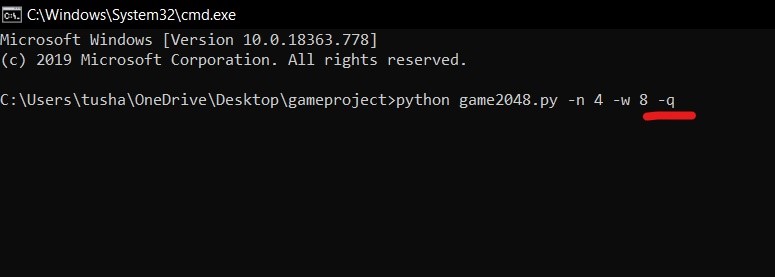 C:\Windows\System32\cmd.exe
Microsoft Windows [Version 10.0.18363.778]
(c) 2019 Microsoft Corporation. All rights reserved.
C:\Users\tusha\OneDrive\Desktop\gameproject>python game2048.py -n 4 -w 8 -q